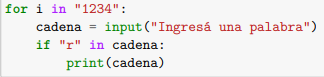 for i in "1234":
    cadena = input("Ingresá una palabra")
    if "r" in cadena:
        print(cadena)